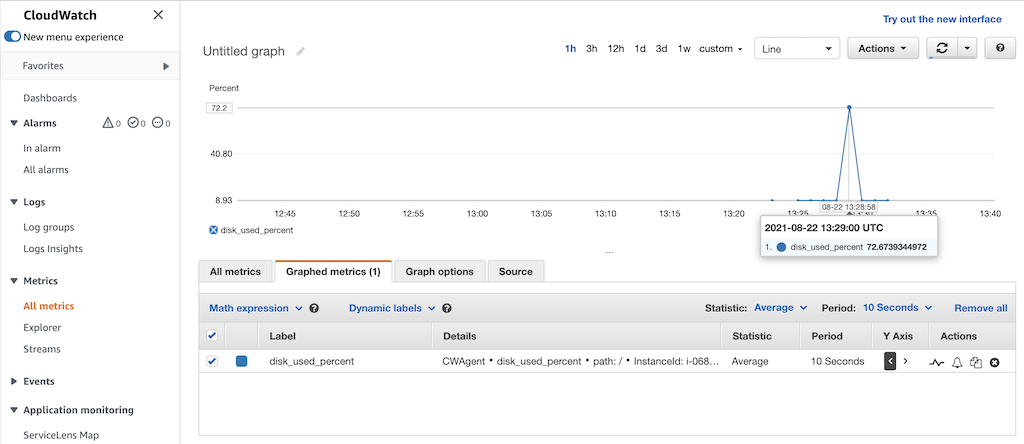 CloudWatch
New menu experience
Favorites
Dashboards
Alarms 0 0 0
In alarm
All alarms
Logs
Log groups
Logs Insights
Metrics
All metrics
Explorer
Streams
Events
Application monitoring
ServiceLens Map
Try out the new interface
Untitled graph
1h 3h 12h 1d 3d 1w custom
Line
Actions
Percent
72.2
40.80
8.93
12:45 12:50 12:55 13:00 13:05 13:10 13:15 13:20 13:25 13:30 13:35 13:40
08-22 13:28:58
disk_used_percent
2021-08-22 13:29:00 UTC
1. disk_used_percent 72.6739344972
All metrics Graphed metrics (1) Graph options Source
Math expression Dynamic labels Statistic: Average Period: 10 Seconds Remove all
Label Details Statistic Period Y Axis Actions
disk_used_percent CWAgent • disk_used_percent • path: / • InstanceId: i-068... Average 10 Seconds < >